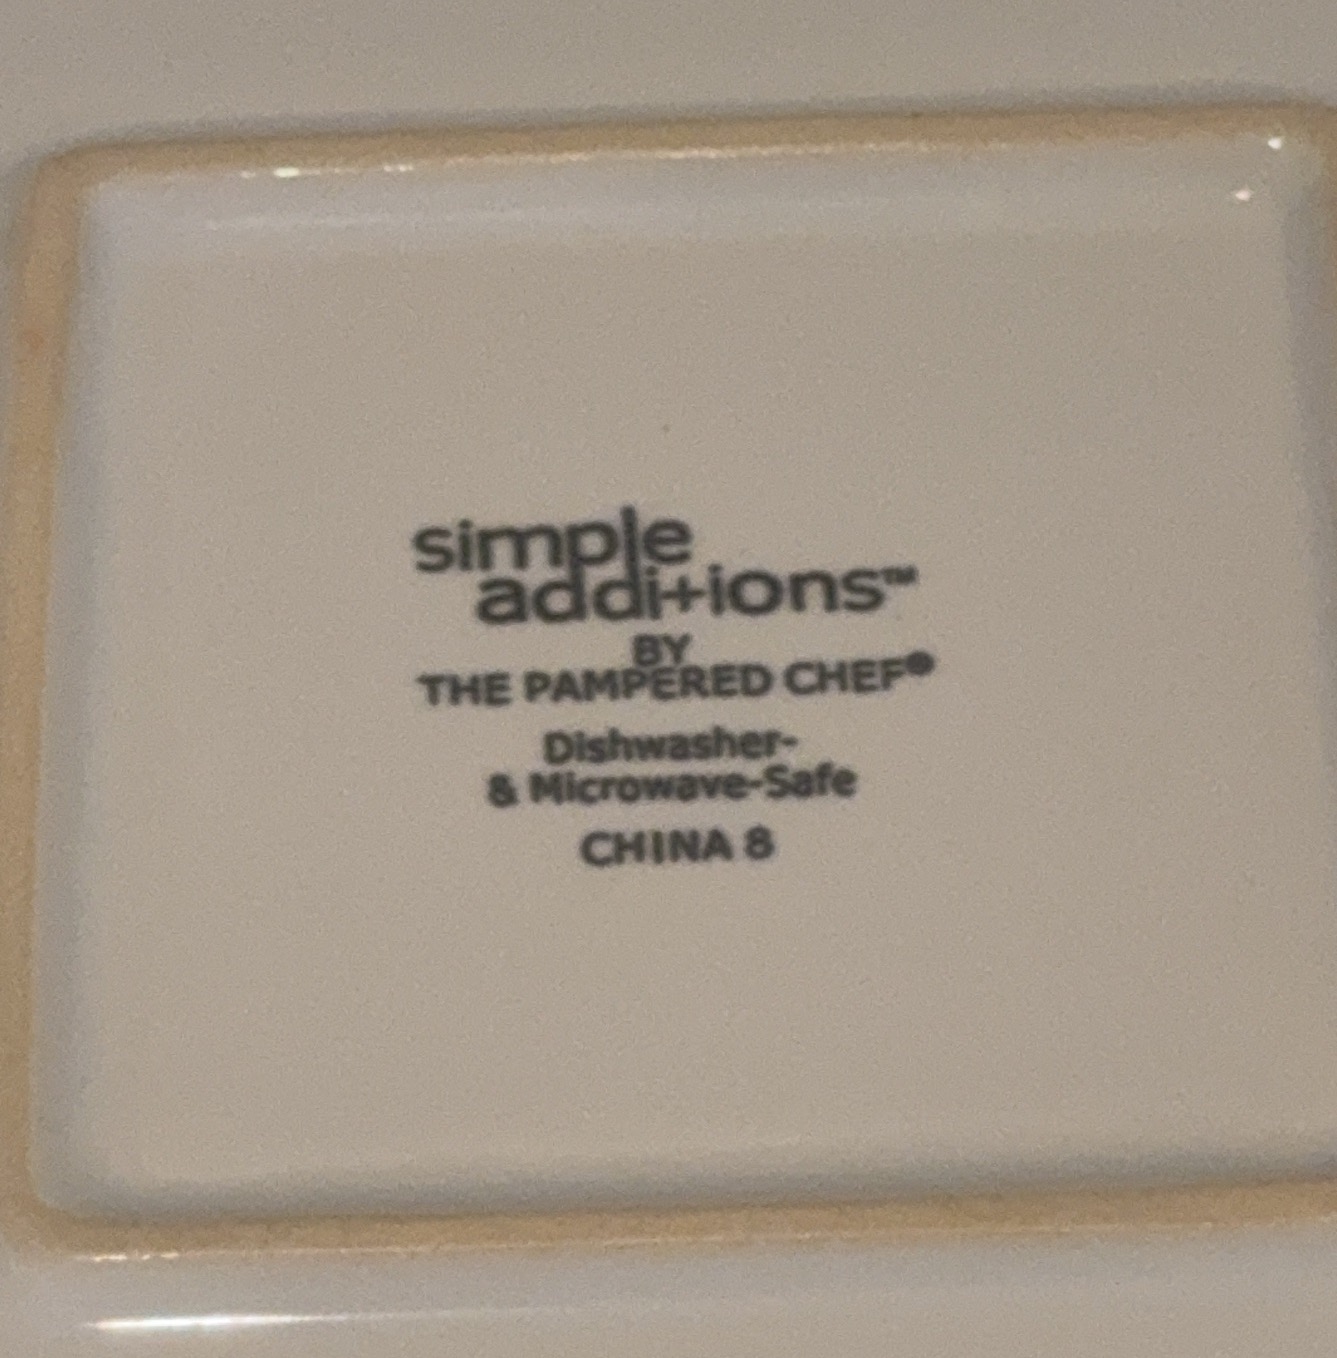 simple
addi+ions™
BY
THE PAMPERED CHEF®
Dishwasher-
& Microwave-Safe
CHINA 8